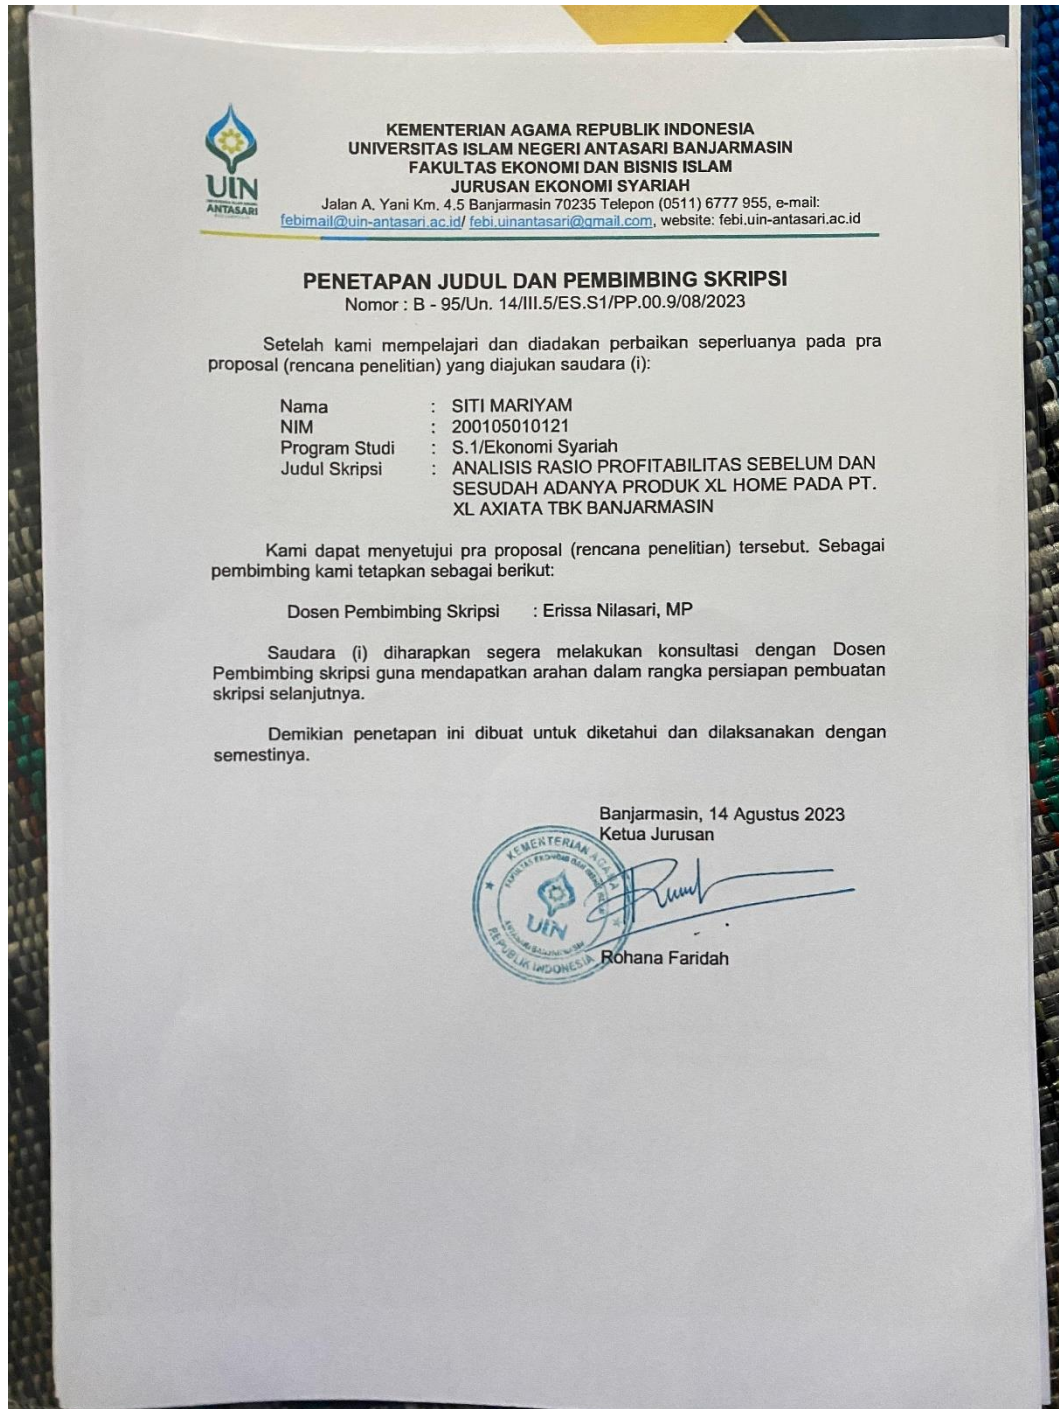 UIN
ANTASARI
KEMENTERIAN AGAMA REPUBLIK INDONESIA
UNIVERSITAS ISLAM NEGERI ANTASARI BANJARMASIN
FAKULTAS EKONOMI DAN BISNIS ISLAM
JURUSAN EKONOMI SYARIAH
Jalan A. Yani Km. 4.5 Banjarmasin 70235 Telepon (0511) 6777 955, e-mail:
febimail@uin-antasari.ac.id/ febi.uinantasari@gmail.com, website: febi.uin-antasari.ac.id
PENETAPAN JUDUL DAN PEMBIMBING SKRIPSI
Nomor : B - 95/Un. 14/III.5/ES.S1/PP.00.9/08/2023
Setelah kami mempelajari dan diadakan perbaikan seperluanya pada pra
proposal (rencana penelitian) yang diajukan saudara (i):
Nama : SITI MARIYAM
NIM : 200105010121
Program Studi : S.1/Ekonomi Syariah
Judul Skripsi : ANALISIS RASIO PROFITABILITAS SEBELUM DAN
SESUDAH ADANYA PRODUK XL HOME PADA PT.
XL AXIATA TBK BANJARMASIN
Kami dapat menyetujui pra proposal (rencana penelitian) tersebut. Sebagai
pembimbing kami tetapkan sebagai berikut:
Dosen Pembimbing Skripsi : Erissa Nilasari, MP
Saudara (i) diharapkan segera melakukan konsultasi dengan Dosen
Pembimbing skripsi guna mendapatkan arahan dalam rangka persiapan pembuatan
skripsi selanjutnya.
Demikian penetapan ini dibuat untuk diketahui dan dilaksanakan dengan
semestinya.
Banjarmasin, 14 Agustus 2023
Ketua Jurusan
KEMENTERIAN AGAMA
FAKULTAS EKONOMI DAN BISNIS ISLAM
UIN
ANTASARI BANJARMASIN
REPUBLIK INDONESIA
Rohana Faridah